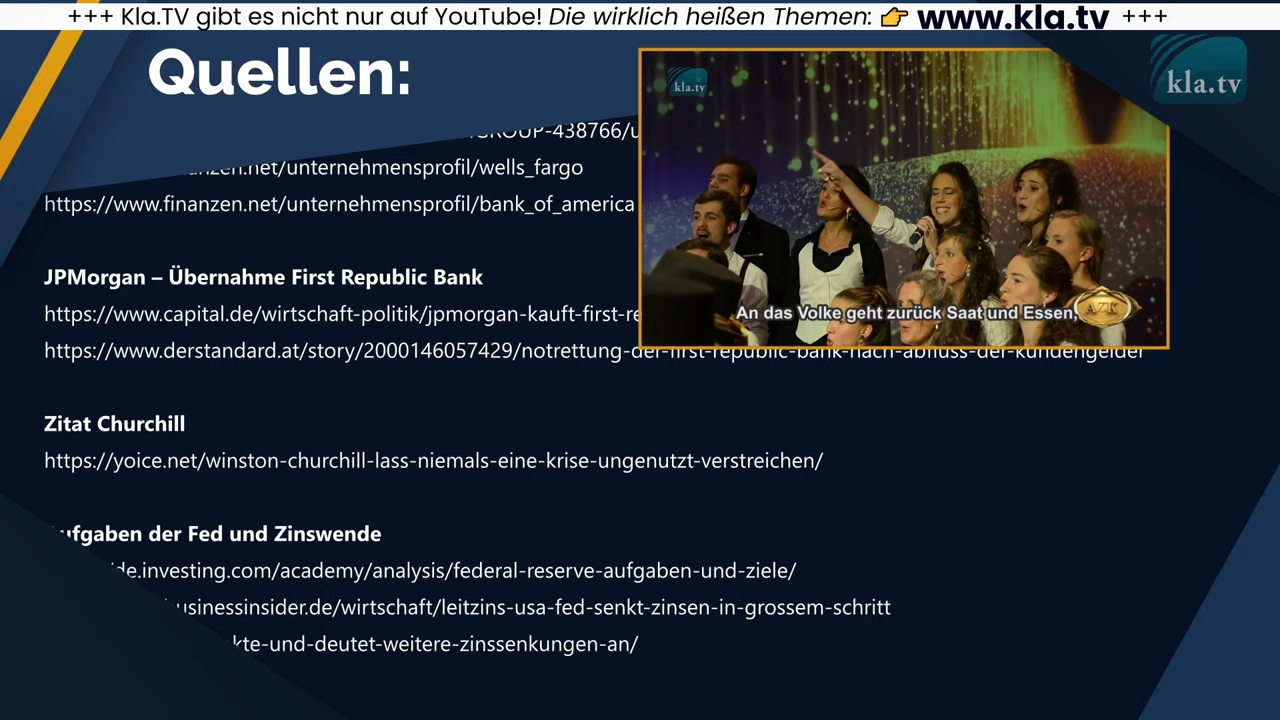 +++ Kla.TV gibt es nicht nur auf YouTube! Die wirklich heißen Themen: 👉 www.kla.tv +++
Quellen:
kla.tv
kla.tv
GROUP-438766/u
anzen.net/unternehmensprofil/wells_fargo
https://www.finanzen.net/unternehmensprofil/bank_of_america
JPMorgan – Übernahme First Republic Bank
https://www.capital.de/wirtschaft-politik/jpmorgan-kauft-first-re
An das Volke geht zurück Saat und Essen,
AZK
https://www.derstandard.at/story/2000146057429/notrettung-der-first-republic-bank-nach-abfluss-der-kundengelder
Zitat Churchill
https://yoice.net/winston-churchill-lass-niemals-eine-krise-ungenutzt-verstreichen/
ufgaben der Fed und Zinswende
/de.investing.com/academy/analysis/federal-reserve-aufgaben-und-ziele/
usinessinsider.de/wirtschaft/leitzins-usa-fed-senkt-zinsen-in-grossem-schritt
kte-und-deutet-weitere-zinssenkungen-an/